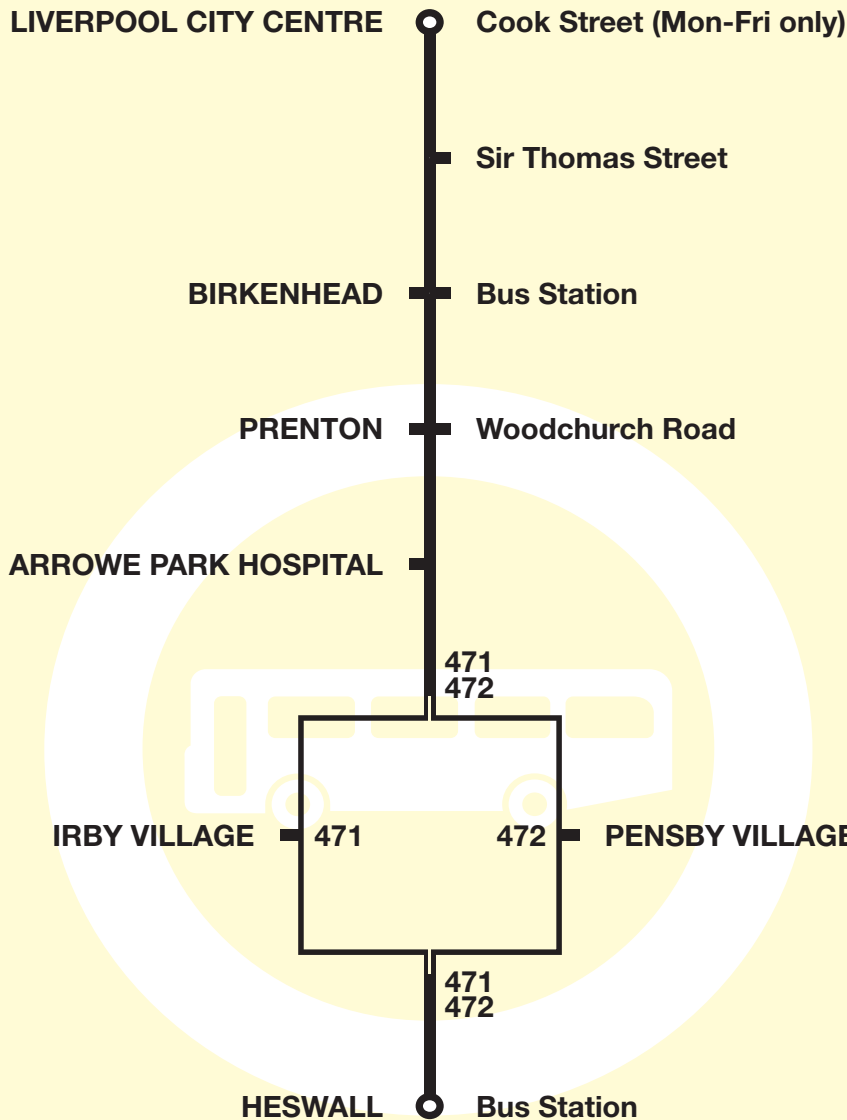 LIVERPOOL CITY CENTRE Cook Street (Mon-Fri only)
Sir Thomas Street
BIRKENHEAD Bus Station
PRENTON Woodchurch Road
ARROWE PARK HOSPITAL
471
472
IRBY VILLAGE 471 472 PENSBY VILLAGE
471
472
HESWALL Bus Station